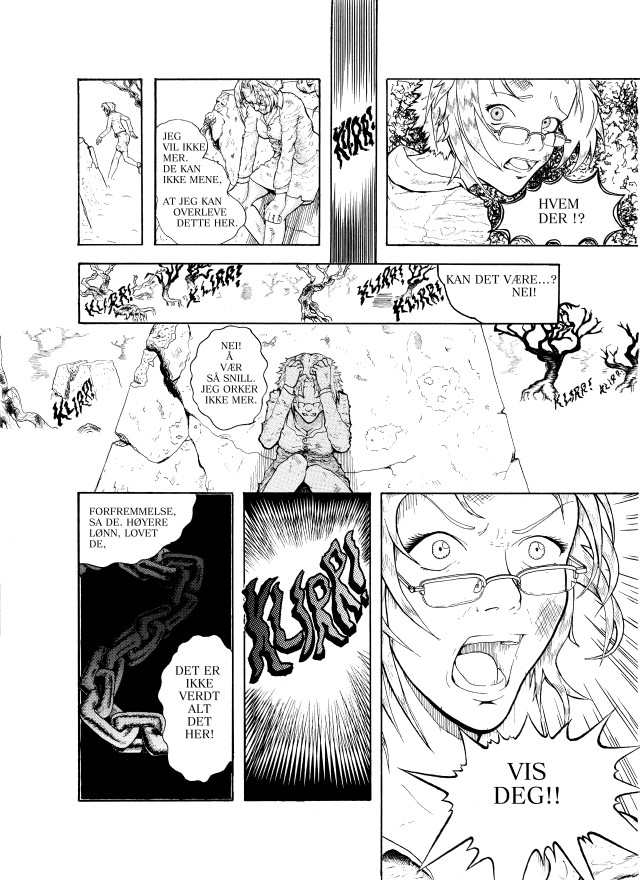 JEG
VIL IKKE
MER.
DE KAN
IKKE MENE,
AT JEG KAN
OVERLEVE
DETTE HER.
KLIRR!
HVEM
DER !?
KLIRR!
KLIRR!
KLIRR!
KLIRR!
KAN DET VÆRE...?
NEI!
KLIRR!
NEI!
Å
VÆR
SÅ SNILL.
JEG ORKER
IKKE MER.
KLIRR!
KLIRR!
FORFREMMELSE,
SA DE. HØYERE
LØNN, LOVET
DE,
DET ER
IKKE
VERDT
ALT
DET
HER!
KLIRR!
VIS
DEG!!